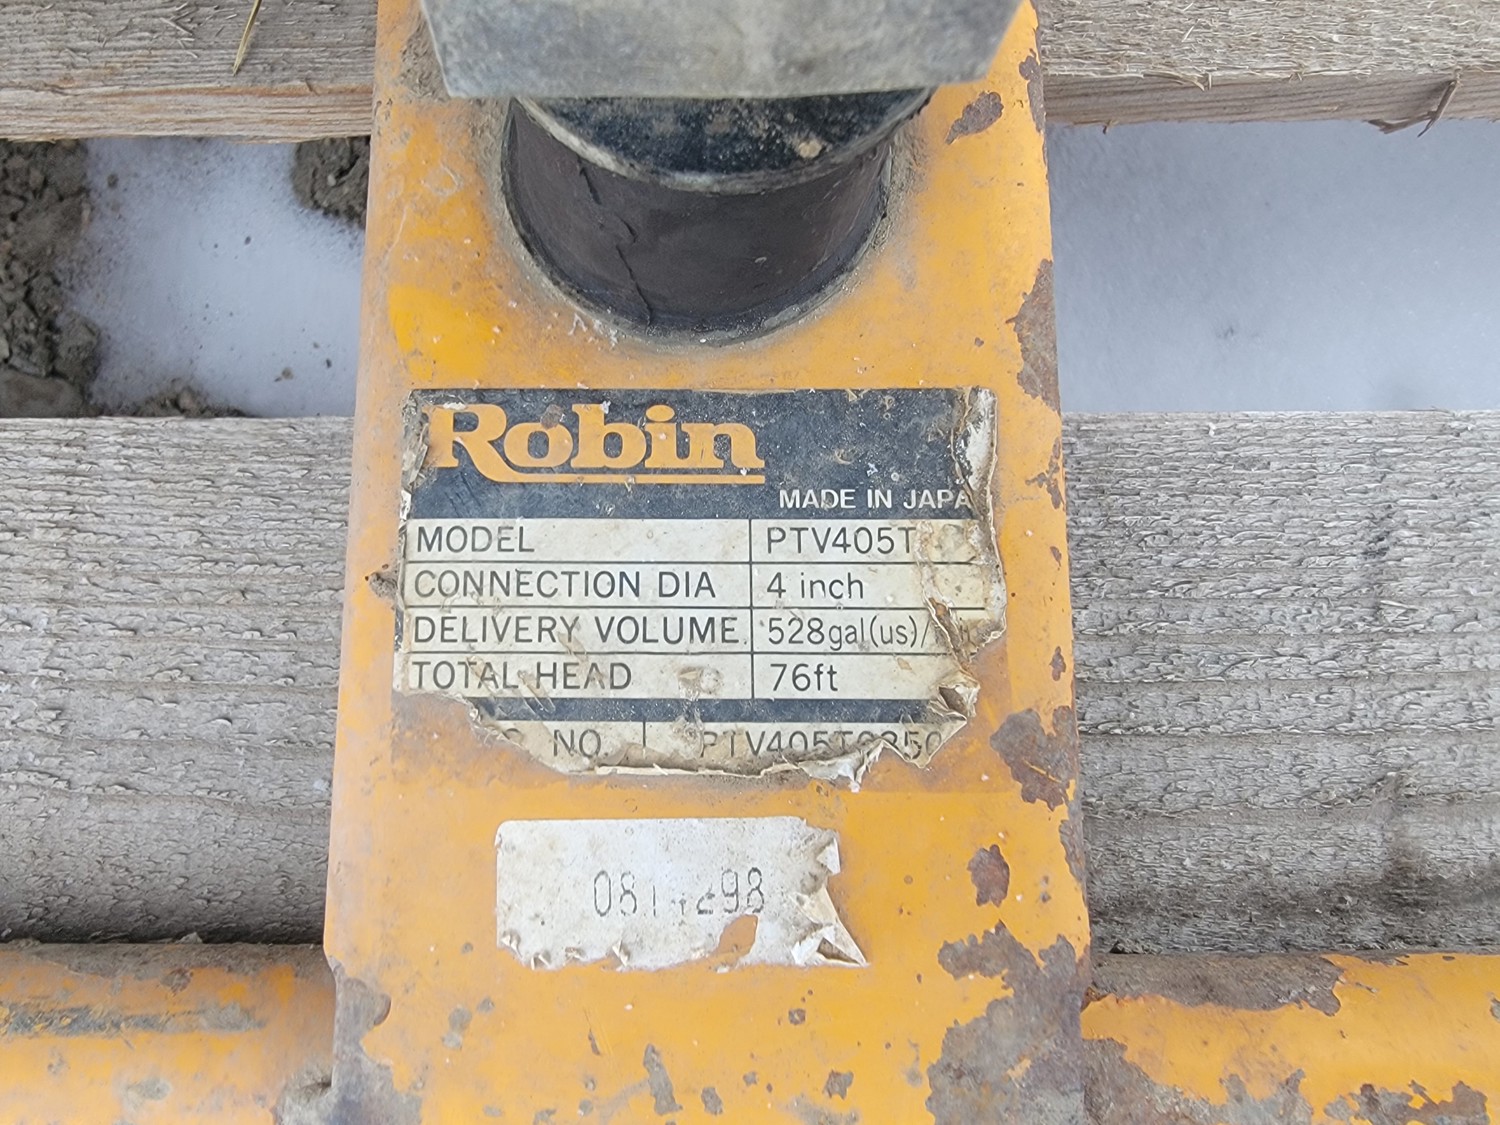 Robin
MADE IN JAPA
MODEL PTV405T
CONNECTION DIA 4 inch
DELIVERY VOLUME 528gal(us)/
TOTAL HEAD 76ft
NO.